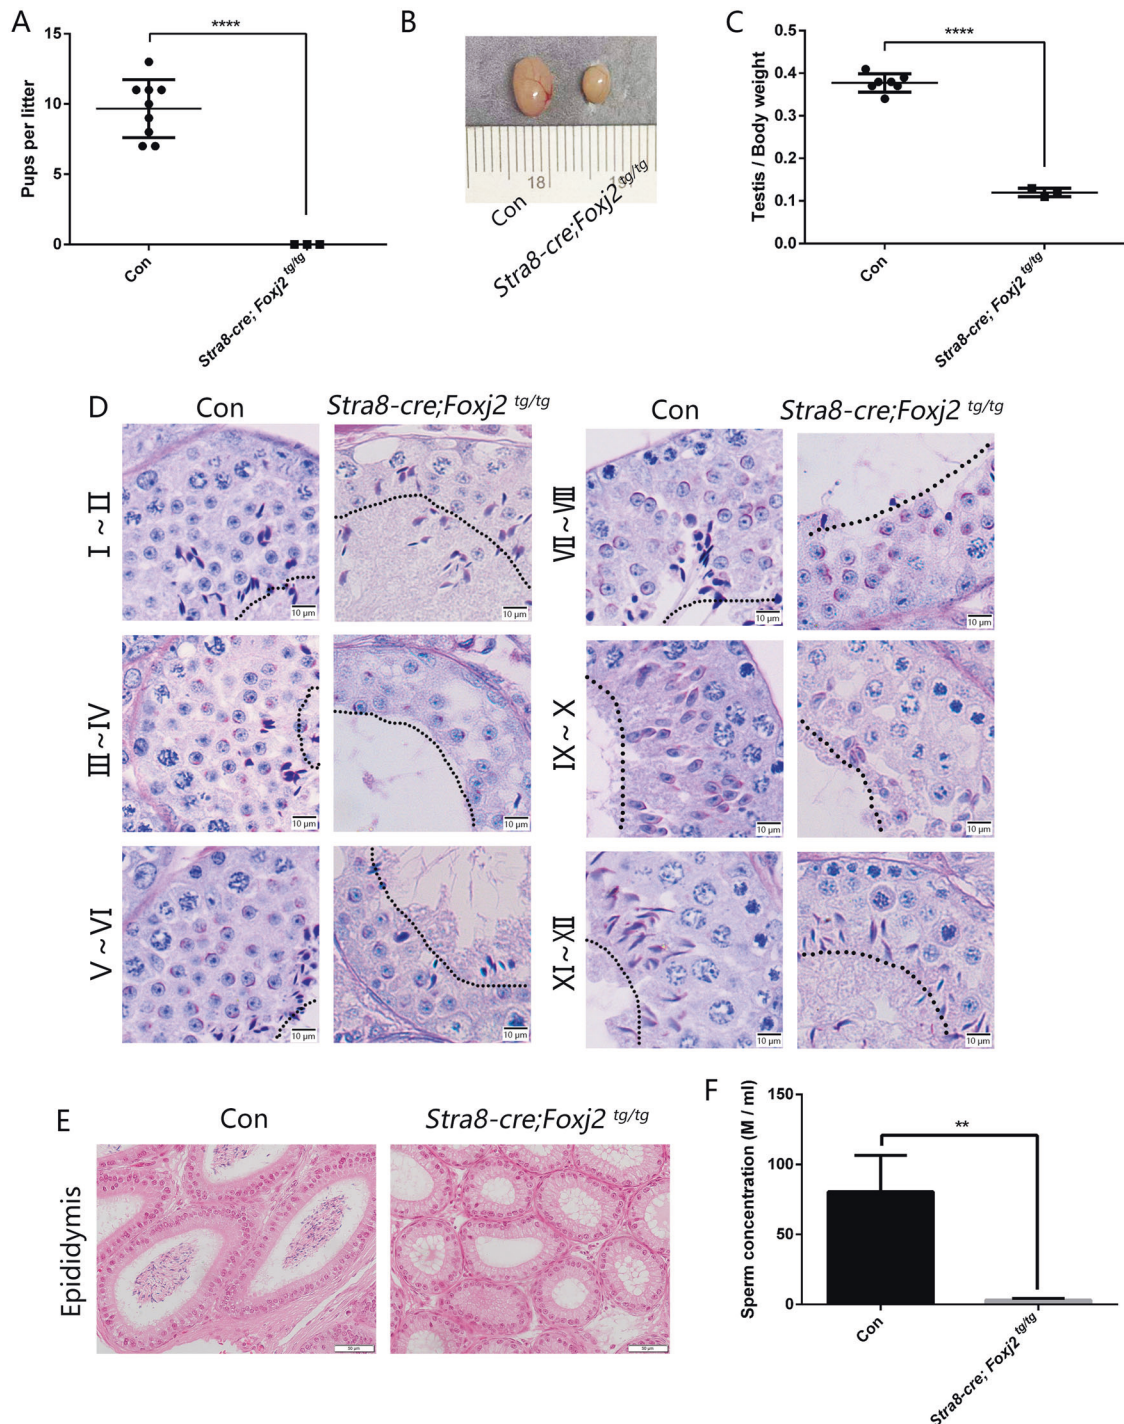 A
15
10
5
0
Pups per litter
****
Con
Stra8-cre; Foxj2 tg/tg
B
18
Con
Stra8-cre;Foxj2 tg/tg
C
0.5
0.4
0.3
0.2
0.1
0.0
Testis / Body weight
****
Con
Stra8-cre; Foxj2 tg/tg
D
Con
Stra8-cre;Foxj2 tg/tg
Con
Stra8-cre;Foxj2 tg/tg
Ⅰ~Ⅱ
10 μm
10 μm
Ⅶ~Ⅷ
10 μm
10 μm
Ⅲ~Ⅳ
10 μm
10 μm
Ⅸ~Ⅹ
10 μm
10 μm
Ⅴ~Ⅵ
10 μm
10 μm
Ⅺ~Ⅻ
10 μm
10 μm
E
Con
Stra8-cre;Foxj2 tg/tg
Epididymis
50 μm
50 μm
F
150
100
50
0
Sperm concentration (M / ml)
**
Con
Stra8-cre; Foxj2 tg/tg